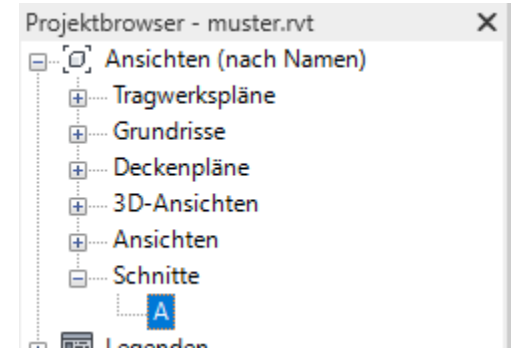 Projektbrowser - muster.rvt
Ansichten (nach Namen)
Tragwerkspläne
Grundrisse
Deckenpläne
3D-Ansichten
Ansichten
Schnitte
A
Legenden